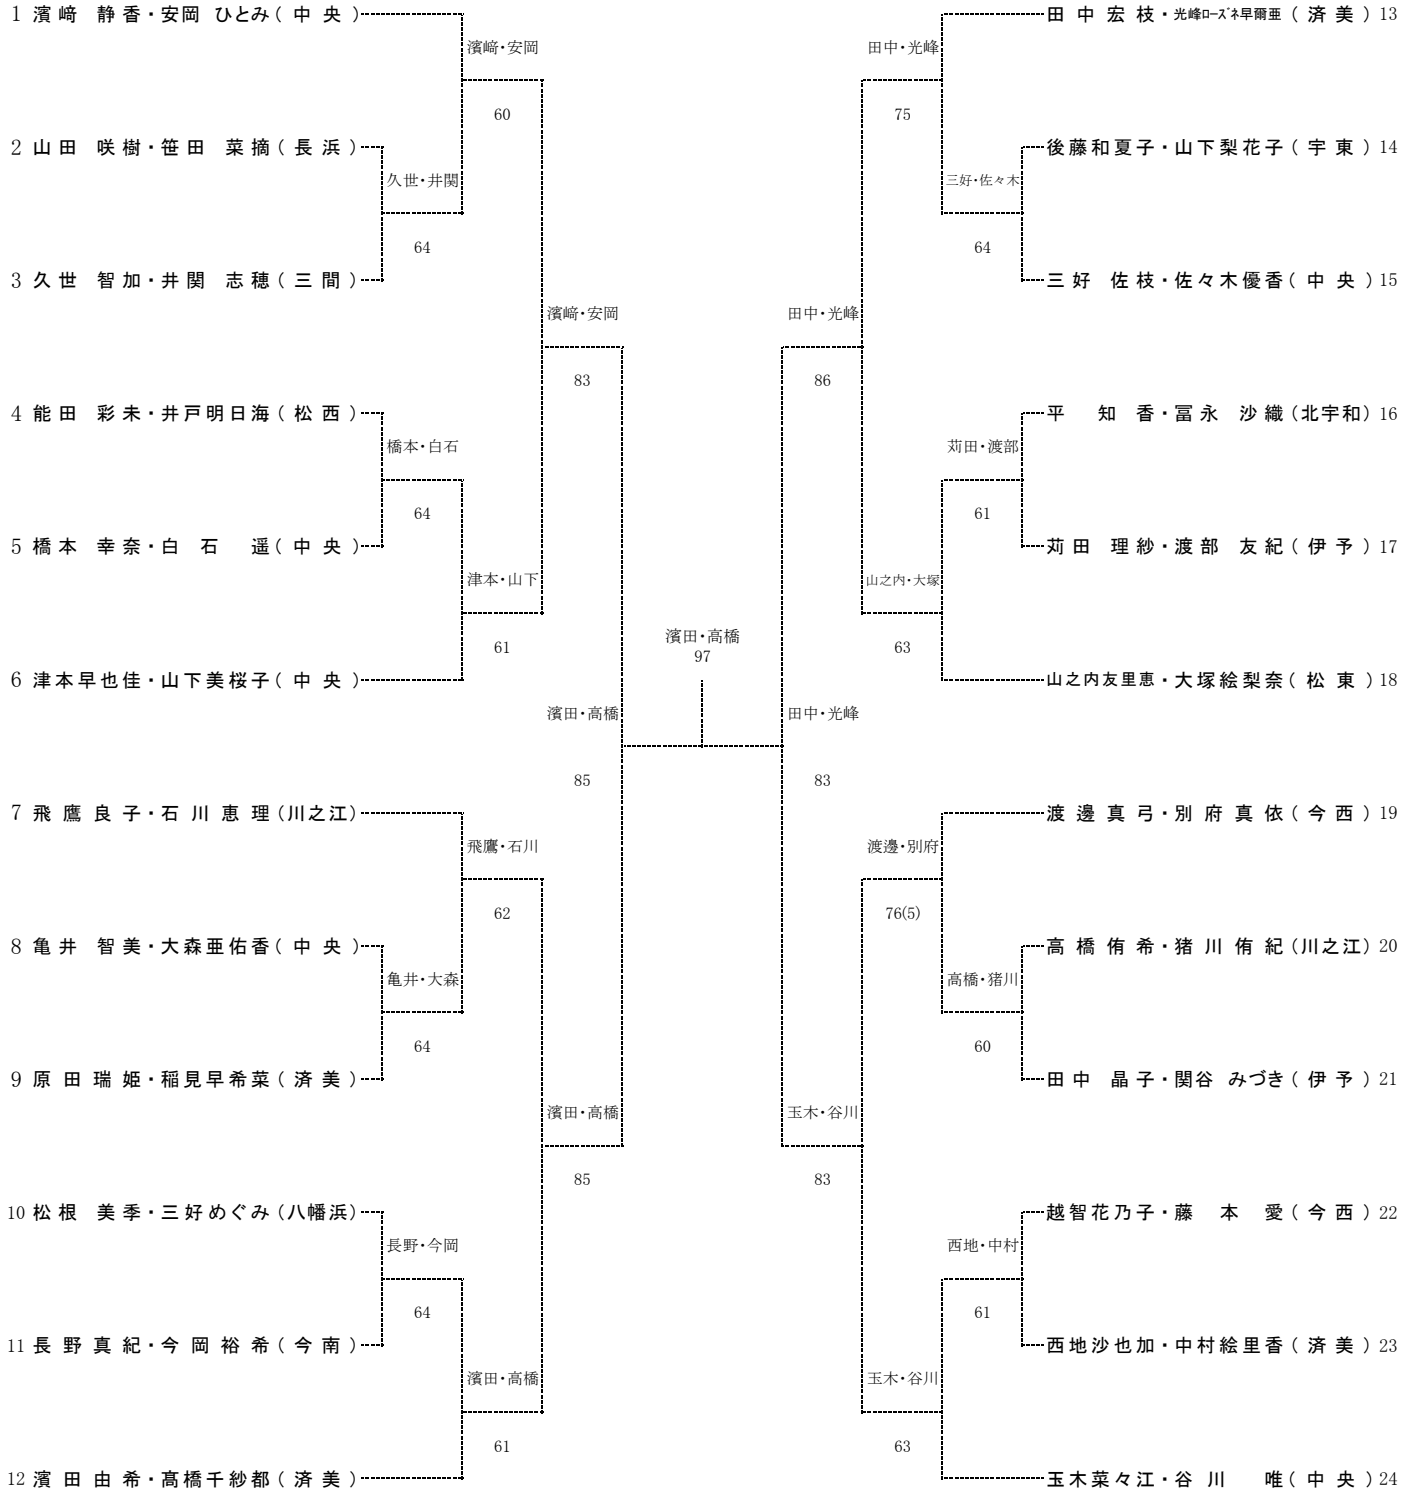 1 濱﨑 静香・安岡 ひとみ(中央)
田中宏枝・光峰ローズネ早爾亜(済美) 13
濱﨑・安岡
田中・光峰
60
75
2 山田 咲樹・笹田 菜摘(長浜)
後藤和夏子・山下梨花子(宇東) 14
久世・井関
三好・佐々木
64
64
3 久世 智加・井関 志穂(三間)
三好 佐枝・佐々木優香(中央) 15
濱﨑・安岡
田中・光峰
83
86
4 能田 彩未・井戸明日海(松西)
平 知香・冨永 沙織(北宇和) 16
橋本・白石
苅田・渡部
64
61
5 橋本 幸奈・白石 遥(中央)
苅田 理紗・渡部 友紀(伊予) 17
津本・山下
山之内・大塚
濱田・高橋
97
61
63
6 津本早也佳・山下美桜子(中央)
山之内友里恵・大塚絵梨奈(松東) 18
濱田・高橋
田中・光峰
85
83
7 飛鷹良子・石川恵理(川之江)
渡邊真弓・別府真依(今西) 19
飛鷹・石川
渡邊・別府
62
76(5)
8 亀井 智美・大森亜佑香(中央)
高橋侑希・猪川侑紀(川之江) 20
亀井・大森
高橋・猪川
64
60
9 原田瑞姫・稲見早希菜(済美)
田中 晶子・関谷 みづき(伊予) 21
濱田・高橋
玉木・谷川
85
83
10 松根 美季・三好めぐみ(八幡浜)
越智花乃子・藤本 愛(今西) 22
長野・今岡
西地・中村
64
61
11 長野真紀・今岡裕希(今南)
西地沙也加・中村絵里香(済美) 23
濱田・高橋
玉木・谷川
61
63
12 濱田由希・髙橋千紗都(済美)
玉木菜々江・谷川 唯(中央) 24